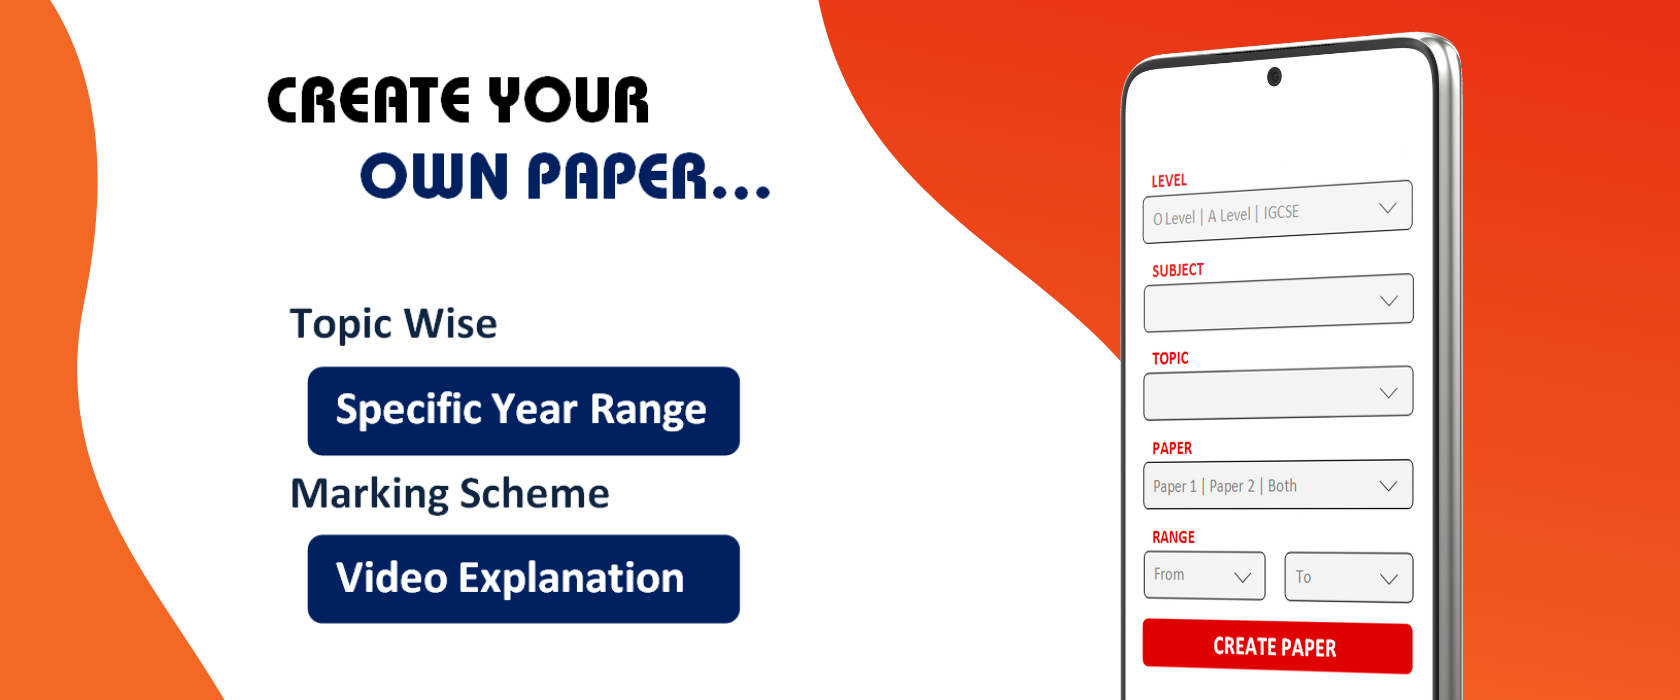 CREATE YOUR
OWN PAPER...
Topic Wise
Specific Year Range
Marking Scheme
Video Explanation
LEVEL
O Level | A Level | IGCSE
SUBJECT
TOPIC
PAPER
Paper 1 | Paper 2 | Both
RANGE
From To
CREATE PAPER